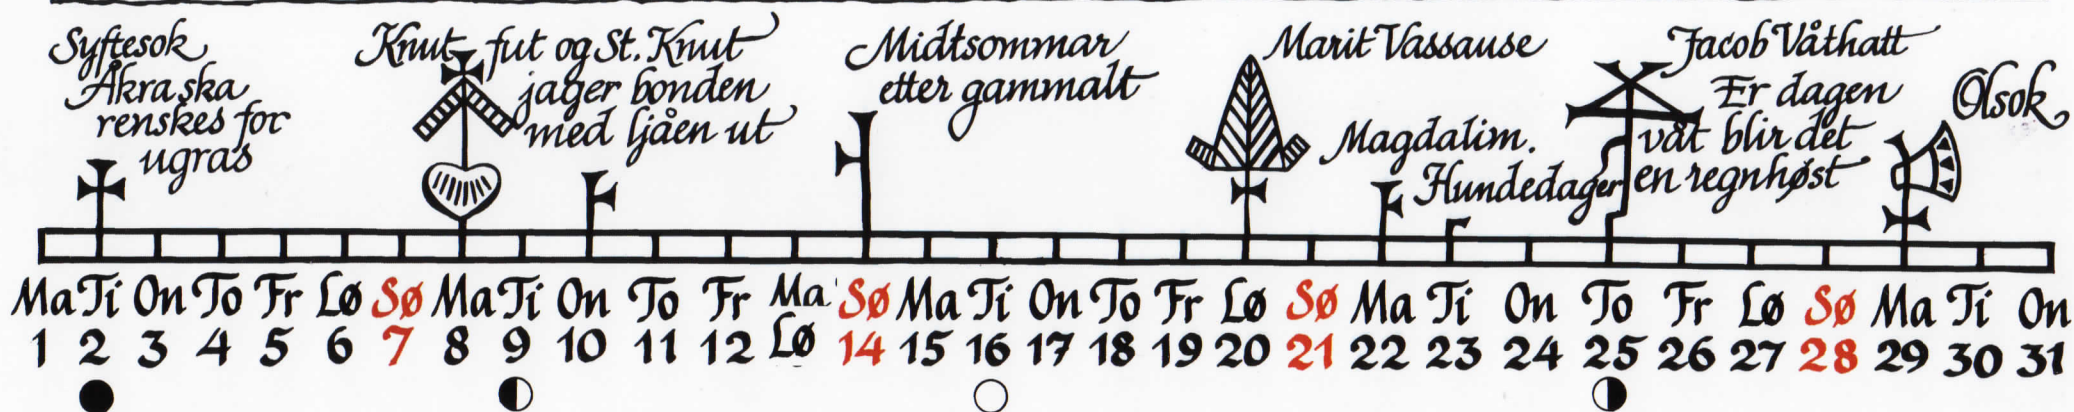 Syftesok
Åkra ska
renskes for
ugras
Knut fut og St. Knut
jager bonden
med ljåen ut
Midtsommar
etter gammalt
Marit Vassause
Magdalim.
Hundedager
Jacob Våthatt
Er dagen
våt blir det
en regnhøst
Olsok
Ma Ti On To Fr Lø Sø Ma Ti On To Fr Ma Sø Ma Ti On To Fr Lø Sø Ma Ti On To Fr Lø Sø Ma Ti On
1 2 3 4 5 6 7 8 9 10 11 12 Lø 14 15 16 17 18 19 20 21 22 23 24 25 26 27 28 29 30 31